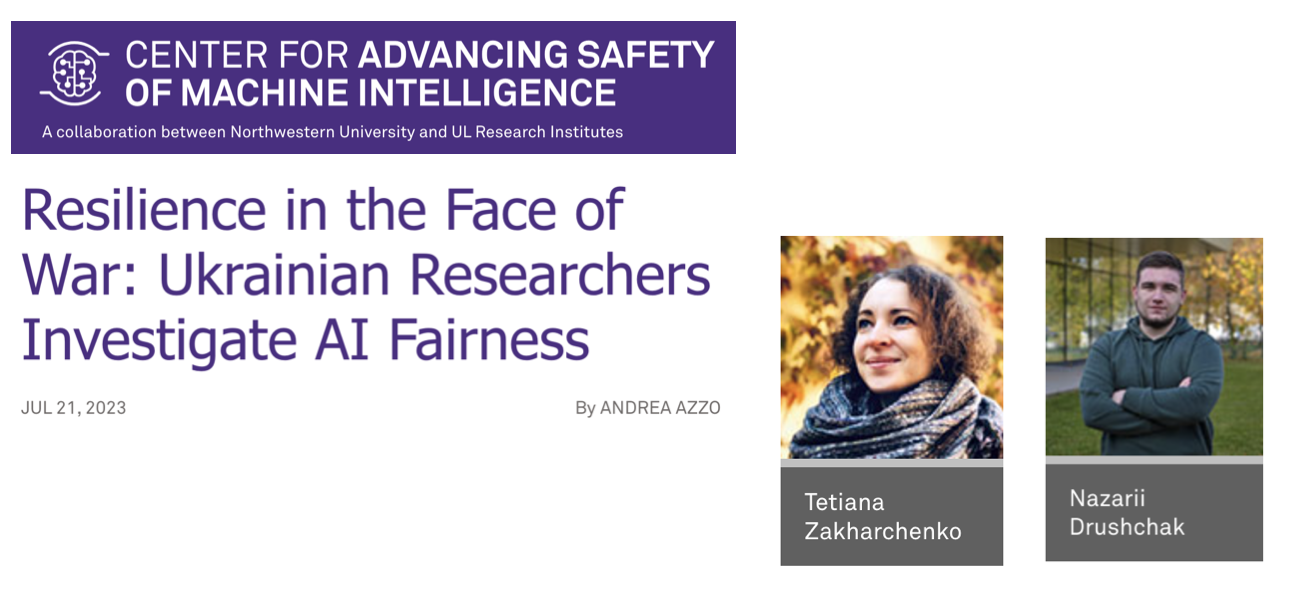 CENTER FOR ADVANCING SAFETY
OF MACHINE INTELLIGENCE
A collaboration between Northwestern University and UL Research Institutes
Resilience in the Face of
War: Ukrainian Researchers
Investigate AI Fairness
JUL 21, 2023
By ANDREA AZZO
Tetiana
Zakharchenko
Nazarii
Drushchak